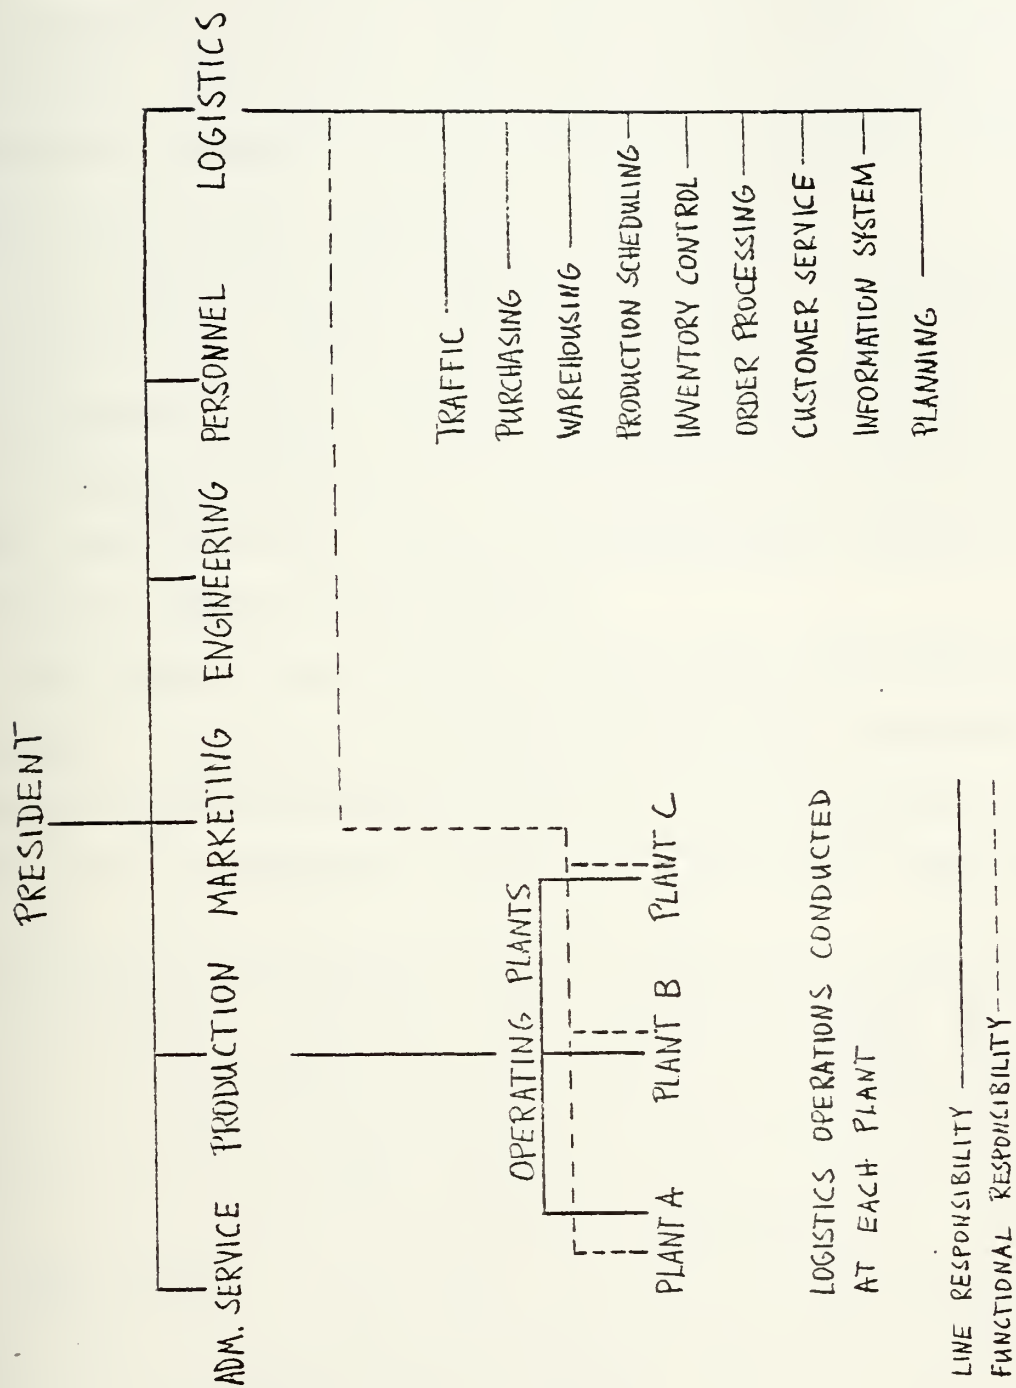 PRESIDENT
ADM. SERVICE PRODUCTION MARKETING ENGINEERING PERSONNEL LOGISTICS
OPERATING PLANTS
PLANT A PLANT B PLANT C
TRAFFIC
PURCHASING
WAREHOUSING
PRODUCTION SCHEDULING
INVENTORY CONTROL
ORDER PROCESSING
CUSTOMER SERVICE
INFORMATION SYSTEM
PLANNING
LOGISTICS OPERATIONS CONDUCTED
AT EACH PLANT
LINE RESPONSIBILITY
FUNCTIONAL RESPONCIBILITY